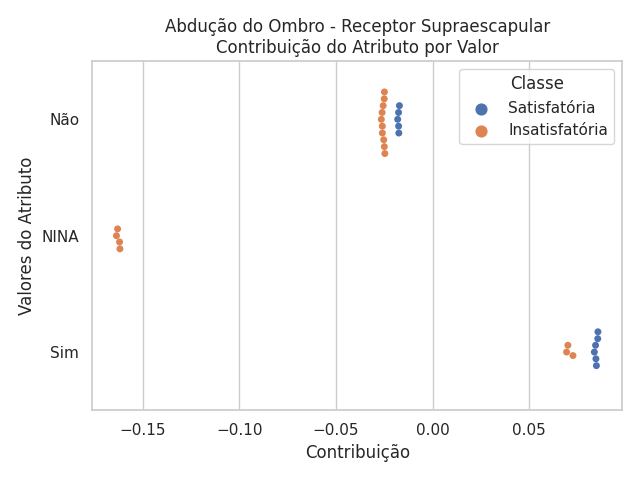 Abdução do Ombro - Receptor Supraescapular
Contribuição do Atributo por Valor
Classe
Satisfatória
Insatisfatória
Valores do Atributo
Não
NINA
Sim
−0.15
−0.10
−0.05
0.00
0.05
Contribuição